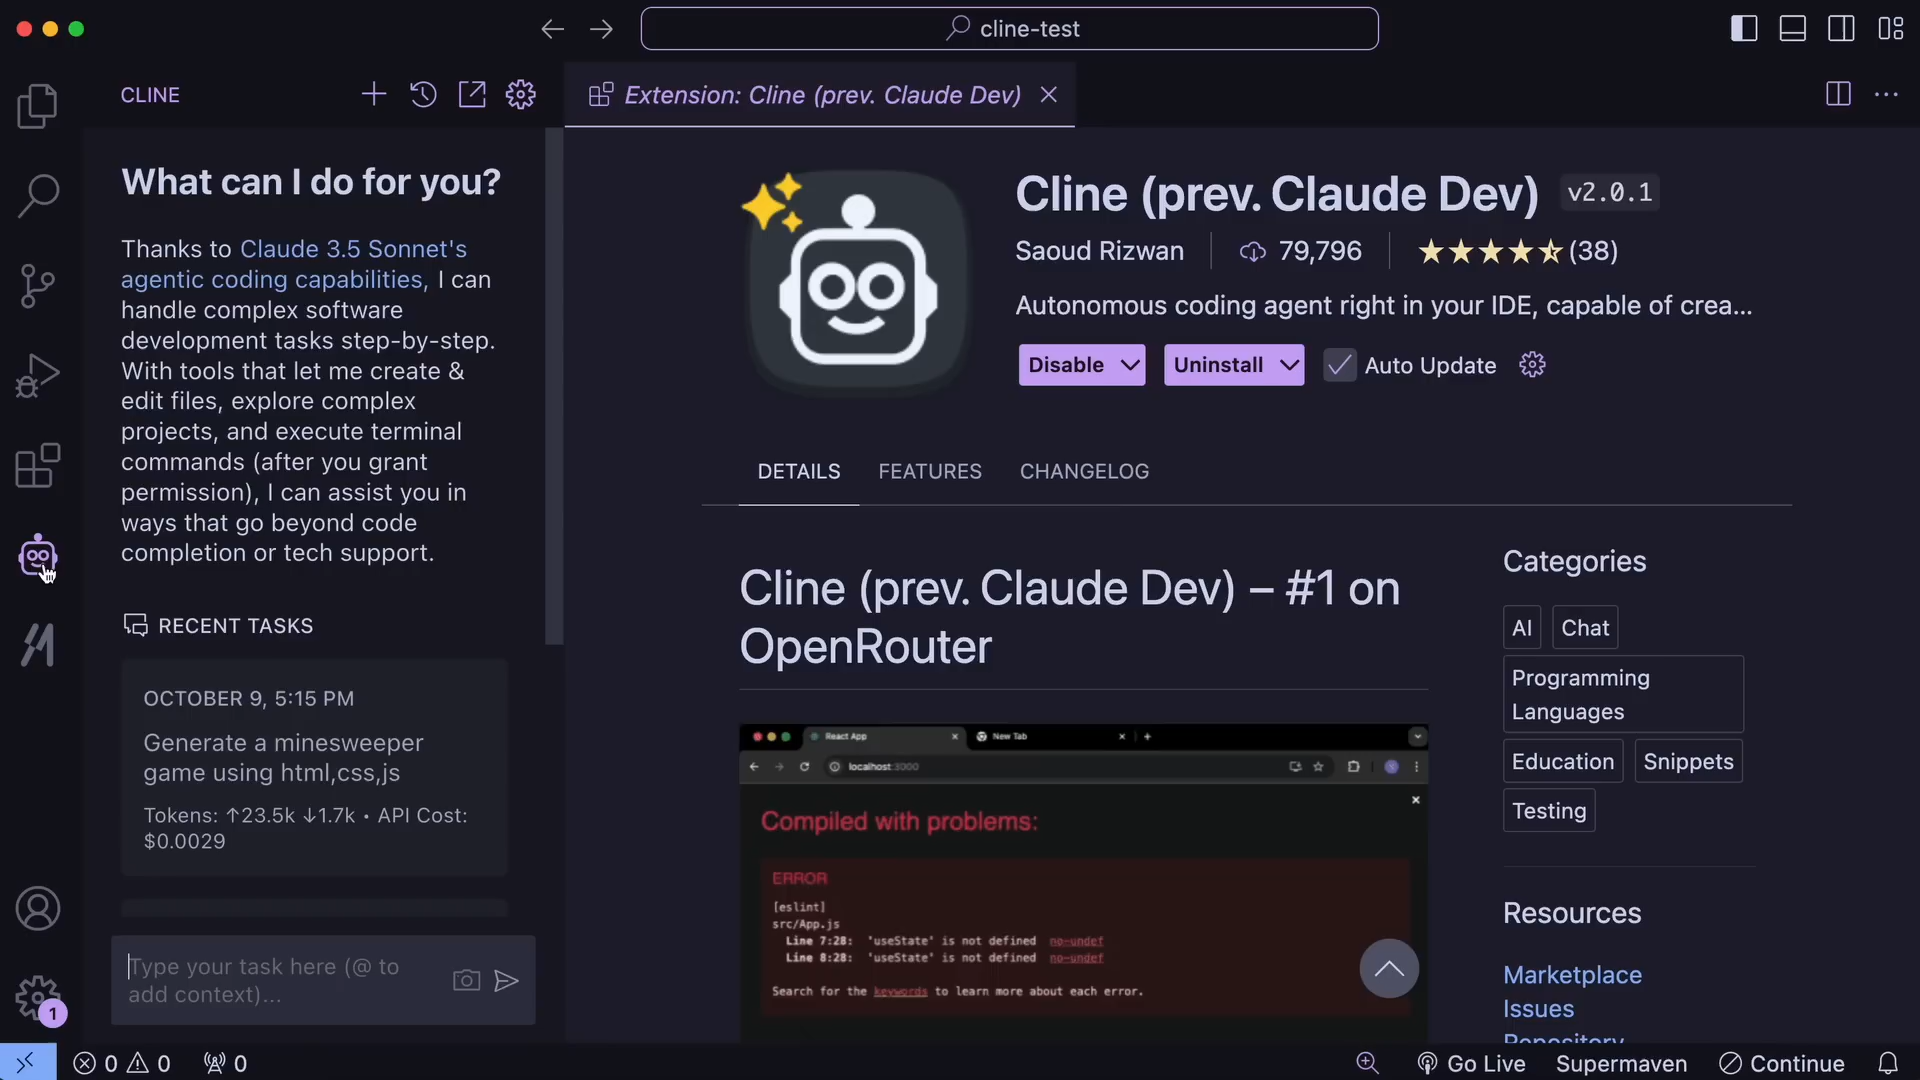 cline-test
CLINE
Extension: Cline (prev. Claude Dev)
What can I do for you?
Thanks to Claude 3.5 Sonnet's
agentic coding capabilities, I can
handle complex software
development tasks step-by-step.
With tools that let me create &
edit files, explore complex
projects, and execute terminal
commands (after you grant
permission), I can assist you in
ways that go beyond code
completion or tech support.
RECENT TASKS
OCTOBER 9, 5:15 PM
Generate a minesweeper
game using html,css,js
Tokens: ↑23.5k ↓1.7k • API Cost:
$0.0029
Type your task here (@ to
add context)...
Cline (prev. Claude Dev) v2.0.1
Saoud Rizwan 79,796 (38)
Autonomous coding agent right in your IDE, capable of crea...
Disable Uninstall Auto Update
DETAILS FEATURES CHANGELOG
Cline (prev. Claude Dev) – #1 on
OpenRouter
React App New Tab
localhost:3000
Compiled with problems:
ERROR
[eslint]
src/App.js
Line 7:28: 'useState' is not defined no-undef
Line 8:28: 'useState' is not defined no-undef
Search for the keywords to learn more about each error.
Categories
AI Chat
Programming
Languages
Education Snippets
Testing
Resources
Marketplace
Issues
Repository
1
0 0 0
Go Live Supermaven Continue